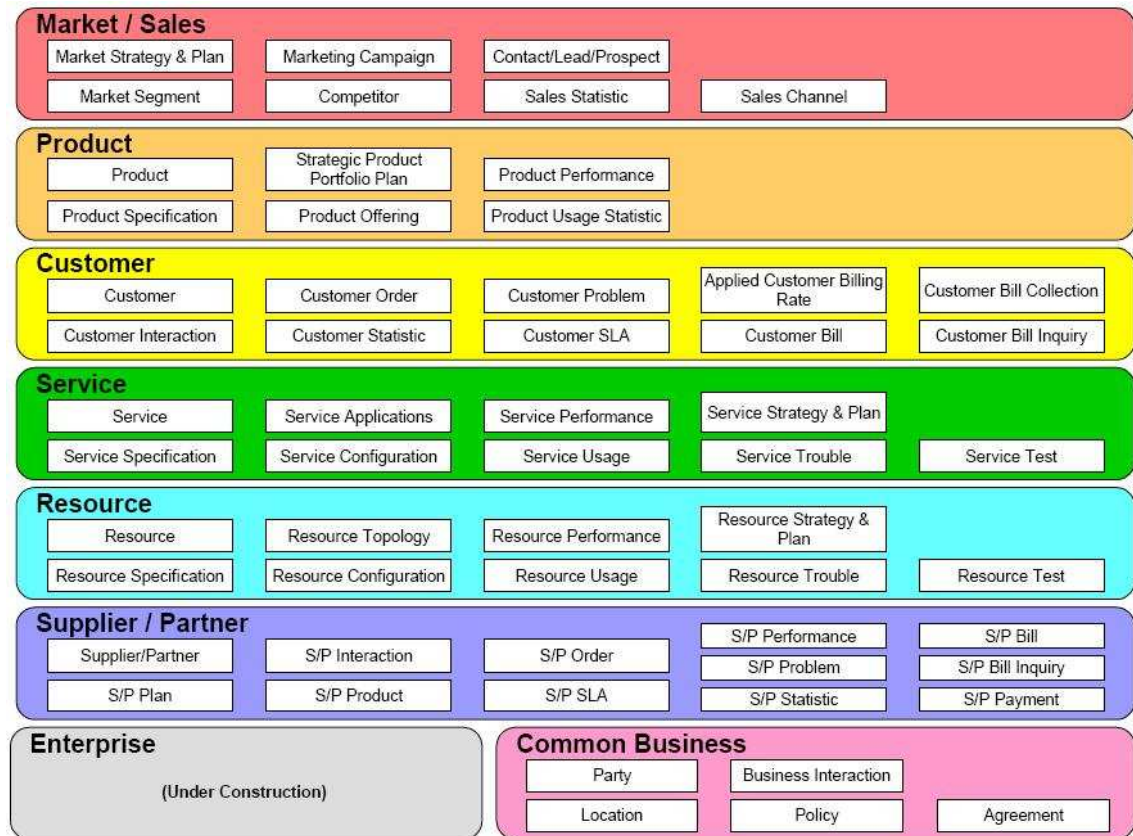 Market / Sales
Market Strategy & Plan
Marketing Campaign
Contact/Lead/Prospect
Market Segment
Competitor
Sales Statistic
Sales Channel
Product
Product
Strategic Product
Portfolio Plan
Product Performance
Product Specification
Product Offering
Product Usage Statistic
Customer
Customer
Customer Order
Customer Problem
Applied Customer Billing
Rate
Customer Bill Collection
Customer Interaction
Customer Statistic
Customer SLA
Customer Bill
Customer Bill Inquiry
Service
Service
Service Applications
Service Performance
Service Strategy & Plan
Service Specification
Service Configuration
Service Usage
Service Trouble
Service Test
Resource
Resource
Resource Topology
Resource Performance
Resource Strategy &
Plan
Resource Specification
Resource Configuration
Resource Usage
Resource Trouble
Resource Test
Supplier / Partner
Supplier/Partner
S/P Interaction
S/P Order
S/P Performance
S/P Bill
S/P Problem
S/P Bill Inquiry
S/P Plan
S/P Product
S/P SLA
S/P Statistic
S/P Payment
Enterprise
(Under Construction)
Common Business
Party
Business Interaction
Location
Policy
Agreement